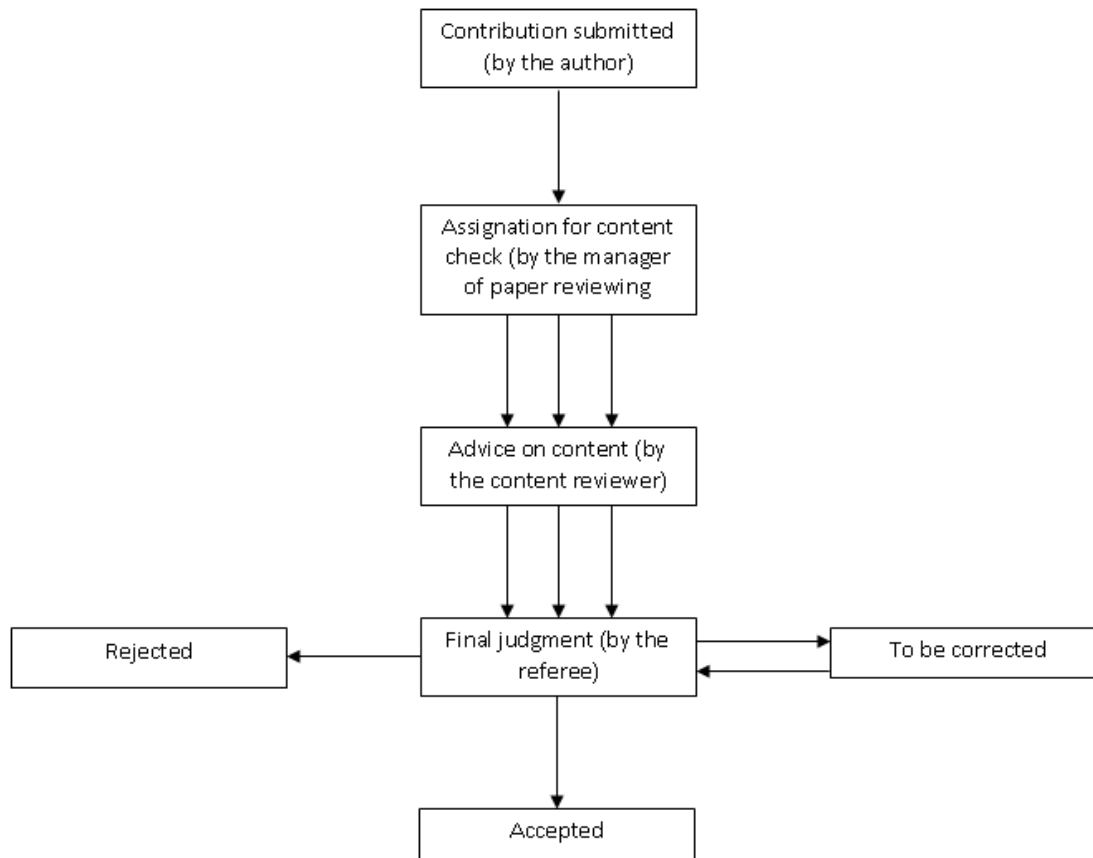 Contribution submitted
(by the author)
Assignation for content
check (by the manager
of paper reviewing
Advice on content (by
the content reviewer)
Rejected
Final judgment (by the
referee)
To be corrected
Accepted